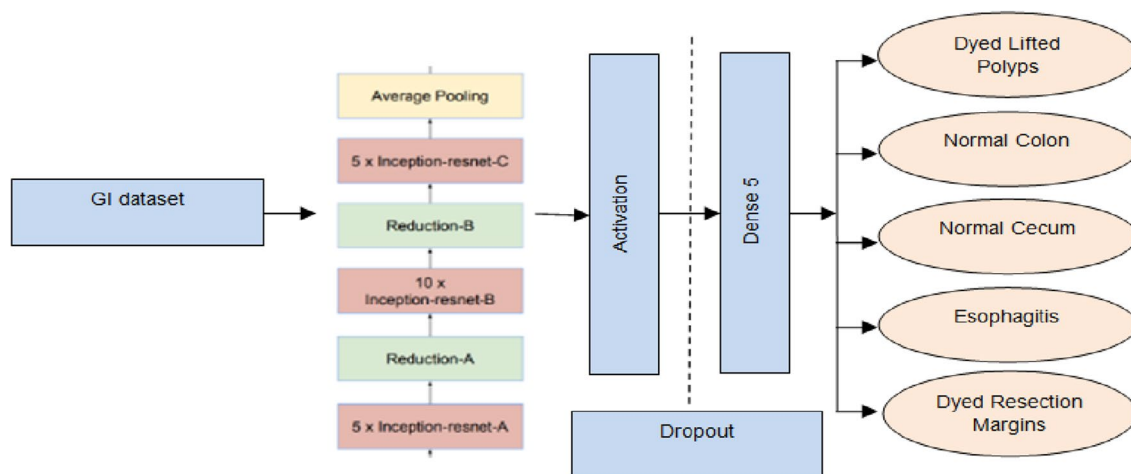 GI dataset
Average Pooling
5 x Inception-resnet-C
Reduction-B
10 x
Inception-resnet-B
Reduction-A
5 x Inception-resnet-A
Activation
Dense 5
Dropout
Dyed Lifted
Polyps
Normal Colon
Normal Cecum
Esophagitis
Dyed Resection
Margins